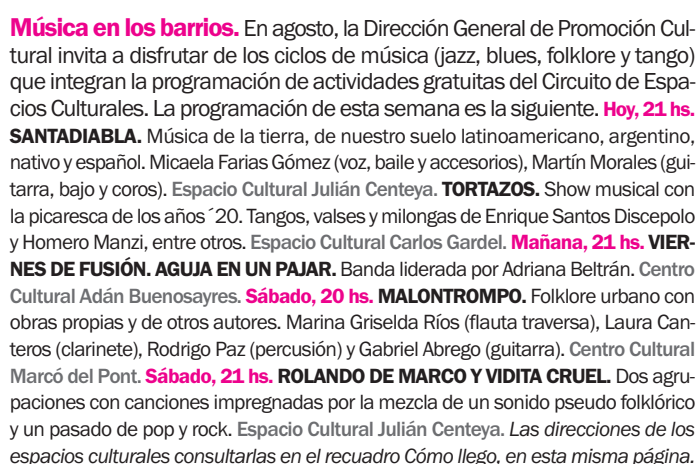 Música en los barrios. En agosto, la Dirección General de Promoción Cul-
tural invita a disfrutar de los ciclos de música (jazz, blues, folklore y tango)
que integran la programación de actividades gratuitas del Circuito de Espa-
cios Culturales. La programación de esta semana es la siguiente. Hoy, 21 hs.
SANTADIABLA. Música de la tierra, de nuestro suelo latinoamericano, argentino,
nativo y español. Micaela Farias Gómez (voz, baile y accesorios), Martín Morales (gui-
tarra, bajo y coros). Espacio Cultural Julián Centeya. TORTAZOS. Show musical con
la picaresca de los años ´20. Tangos, valses y milongas de Enrique Santos Discepolo
y Homero Manzi, entre otros. Espacio Cultural Carlos Gardel. Mañana, 21 hs. VIER-
NES DE FUSIÓN. AGUJA EN UN PAJAR. Banda liderada por Adriana Beltrán. Centro
Cultural Adán Buenosayres. Sábado, 20 hs. MALONTROMPO. Folklore urbano con
obras propias y de otros autores. Marina Griselda Ríos (flauta traversa), Laura Can-
teros (clarinete), Rodrigo Paz (percusión) y Gabriel Abrego (guitarra). Centro Cultural
Marcó del Pont. Sábado, 21 hs. ROLANDO DE MARCO Y VIDITA CRUEL. Dos agru-
paciones con canciones impregnadas por la mezcla de un sonido pseudo folklórico
y un pasado de pop y rock. Espacio Cultural Julián Centeya. Las direcciones de los
espacios culturales consultarlas en el recuadro Cómo llego, en esta misma página.